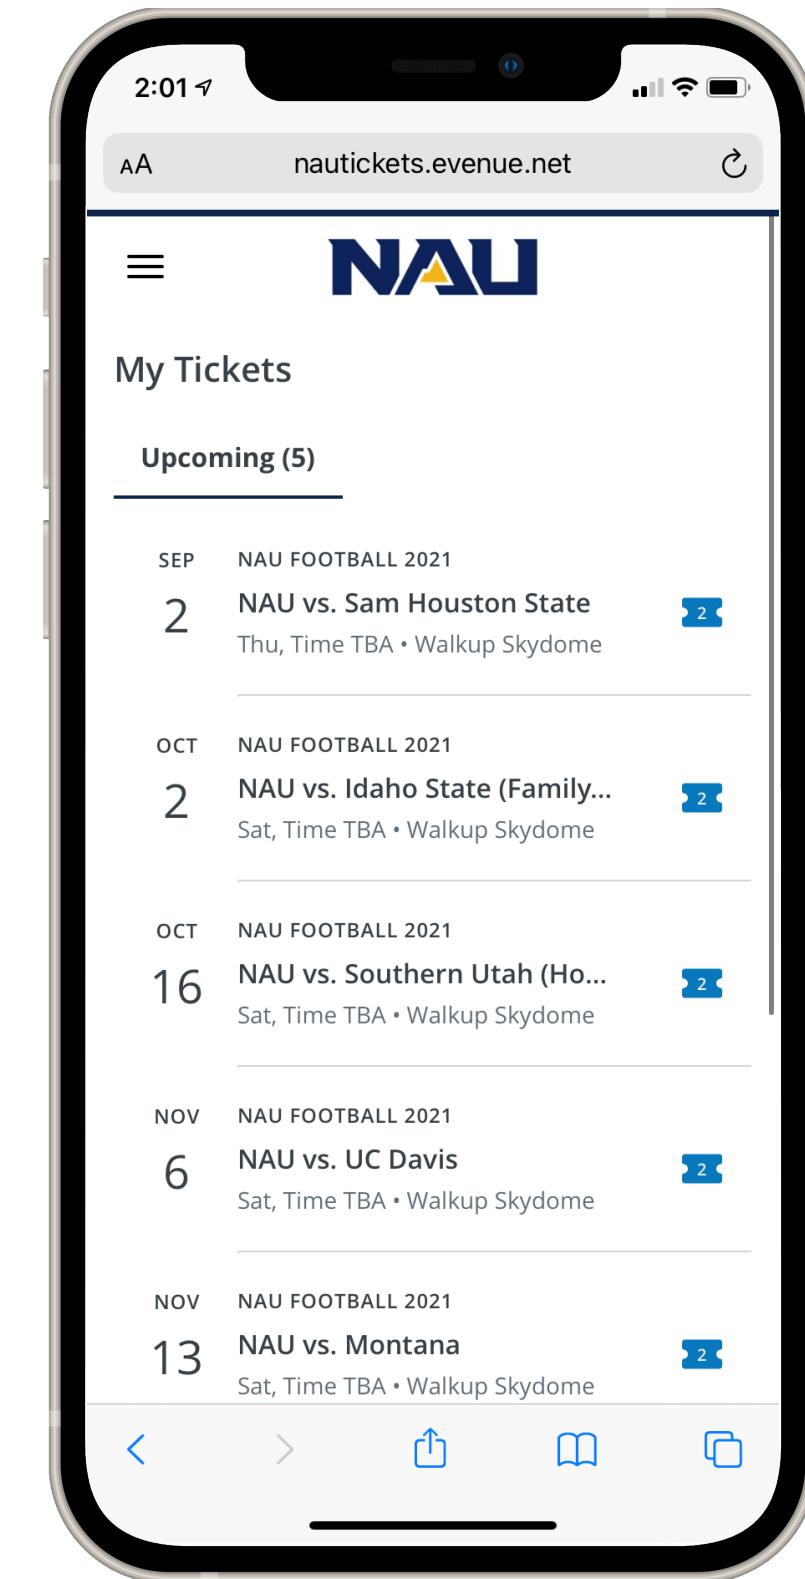 2:01
AA nautickets.evenue.net
NAU
My Tickets
Upcoming (5)
SEP
2
NAU FOOTBALL 2021
NAU vs. Sam Houston State
Thu, Time TBA • Walkup Skydome
2
OCT
2
NAU FOOTBALL 2021
NAU vs. Idaho State (Family...
Sat, Time TBA • Walkup Skydome
2
OCT
16
NAU FOOTBALL 2021
NAU vs. Southern Utah (Ho...
Sat, Time TBA • Walkup Skydome
2
NOV
6
NAU FOOTBALL 2021
NAU vs. UC Davis
Sat, Time TBA • Walkup Skydome
2
NOV
13
NAU FOOTBALL 2021
NAU vs. Montana
Sat, Time TBA • Walkup Skydome
2